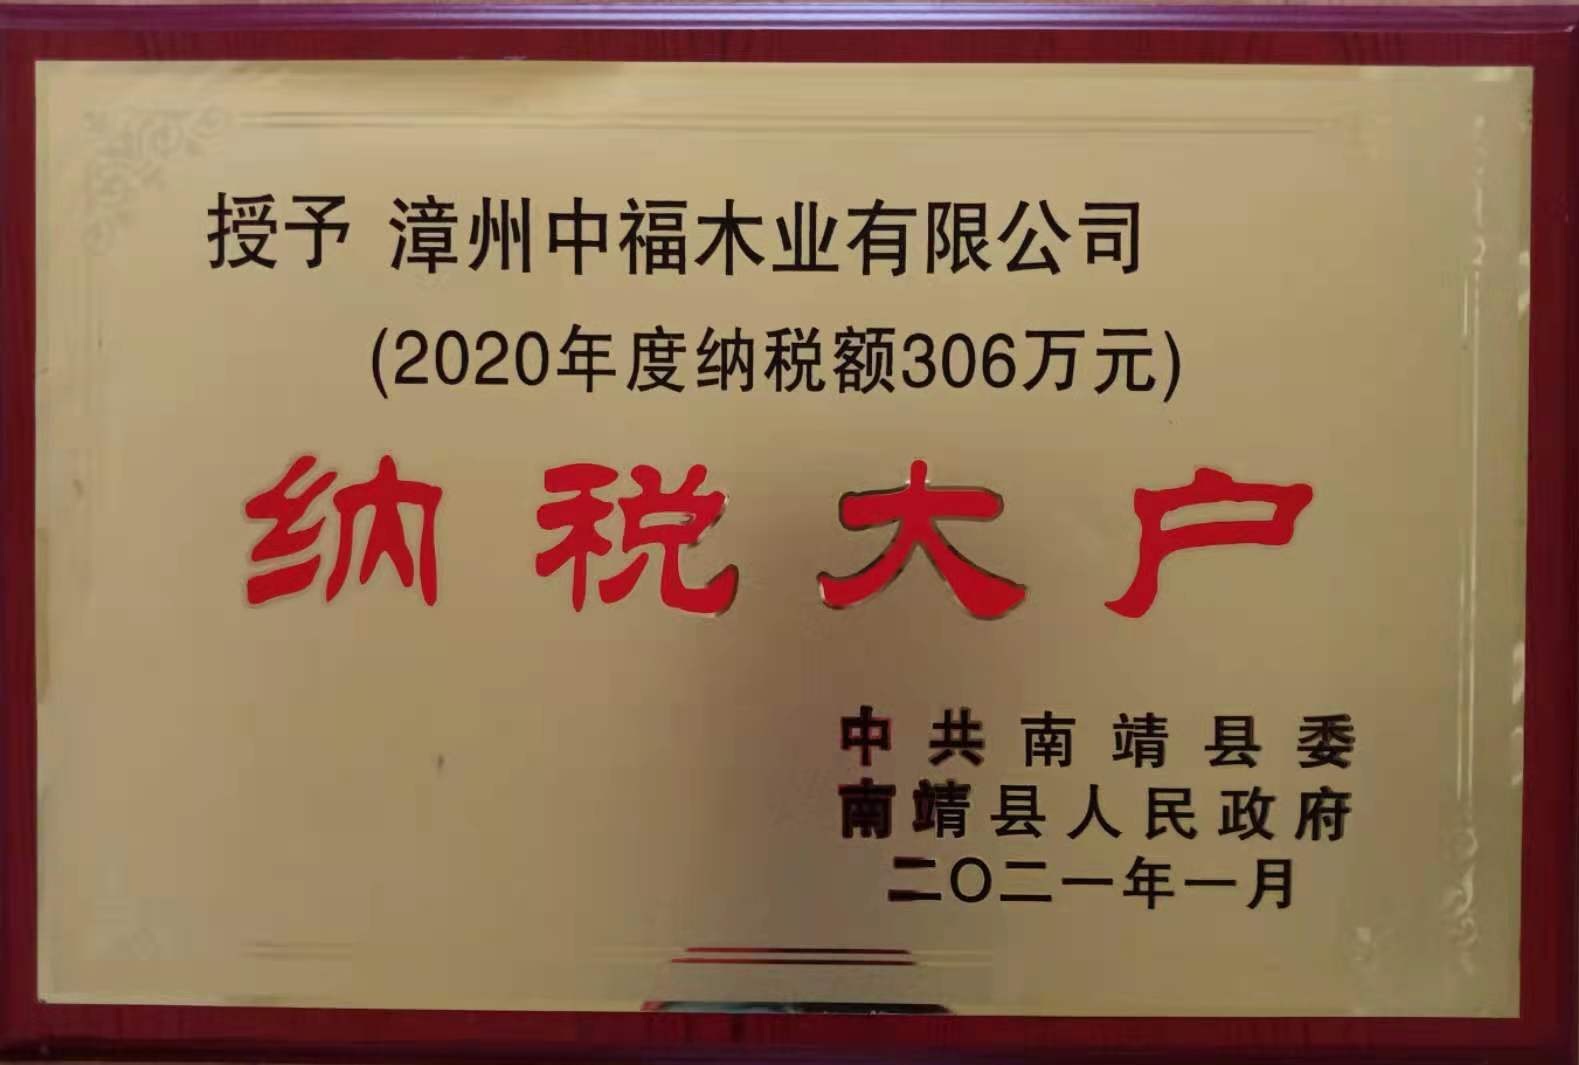 授予 漳州中福木业有限公司
(2020年度纳税额306万元)
纳税大户
中共南靖县委
南靖县人民政府
二〇二一年一月